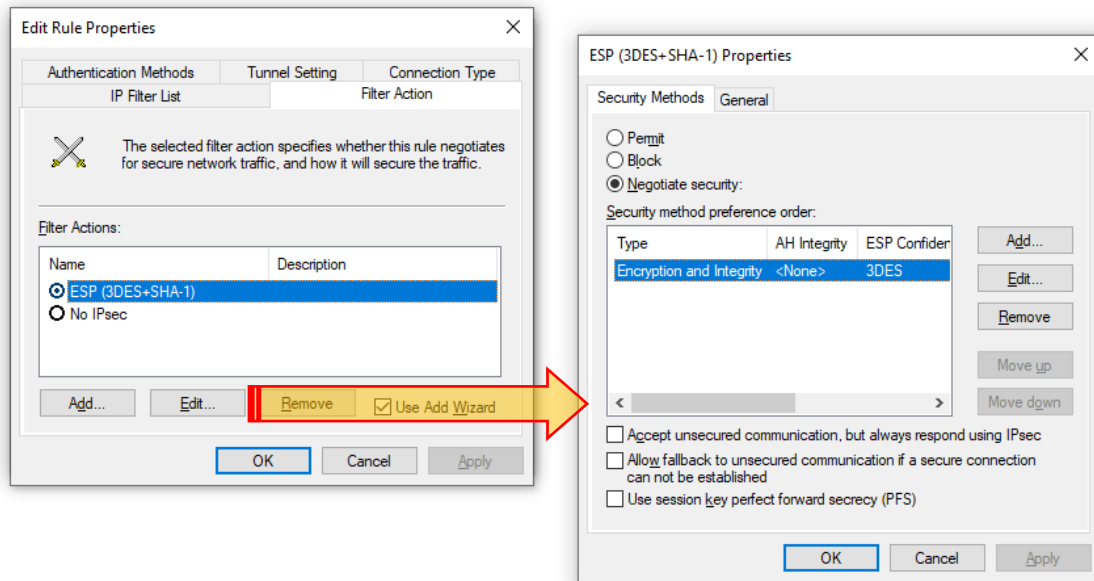 Edit Rule Properties
Authentication Methods Tunnel Setting Connection Type
IP Filter List Filter Action
The selected filter action specifies whether this rule negotiates
for secure network traffic, and how it will secure the traffic.
Filter Actions:
Name Description
ESP (3DES+SHA-1)
No IPsec
Add... Edit... Remove Use Add Wizard
OK Cancel Apply
ESP (3DES+SHA-1) Properties
Security Methods General
Permit
Block
Negotiate security:
Security method preference order:
Type AH Integrity ESP Confiden
Encryption and Integrity <None> 3DES
Add...
Edit...
Remove
Move up
Move down
Accept unsecured communication, but always respond using IPsec
Allow fallback to unsecured communication if a secure connection
can not be established
Use session key perfect forward secrecy (PFS)
OK Cancel Apply